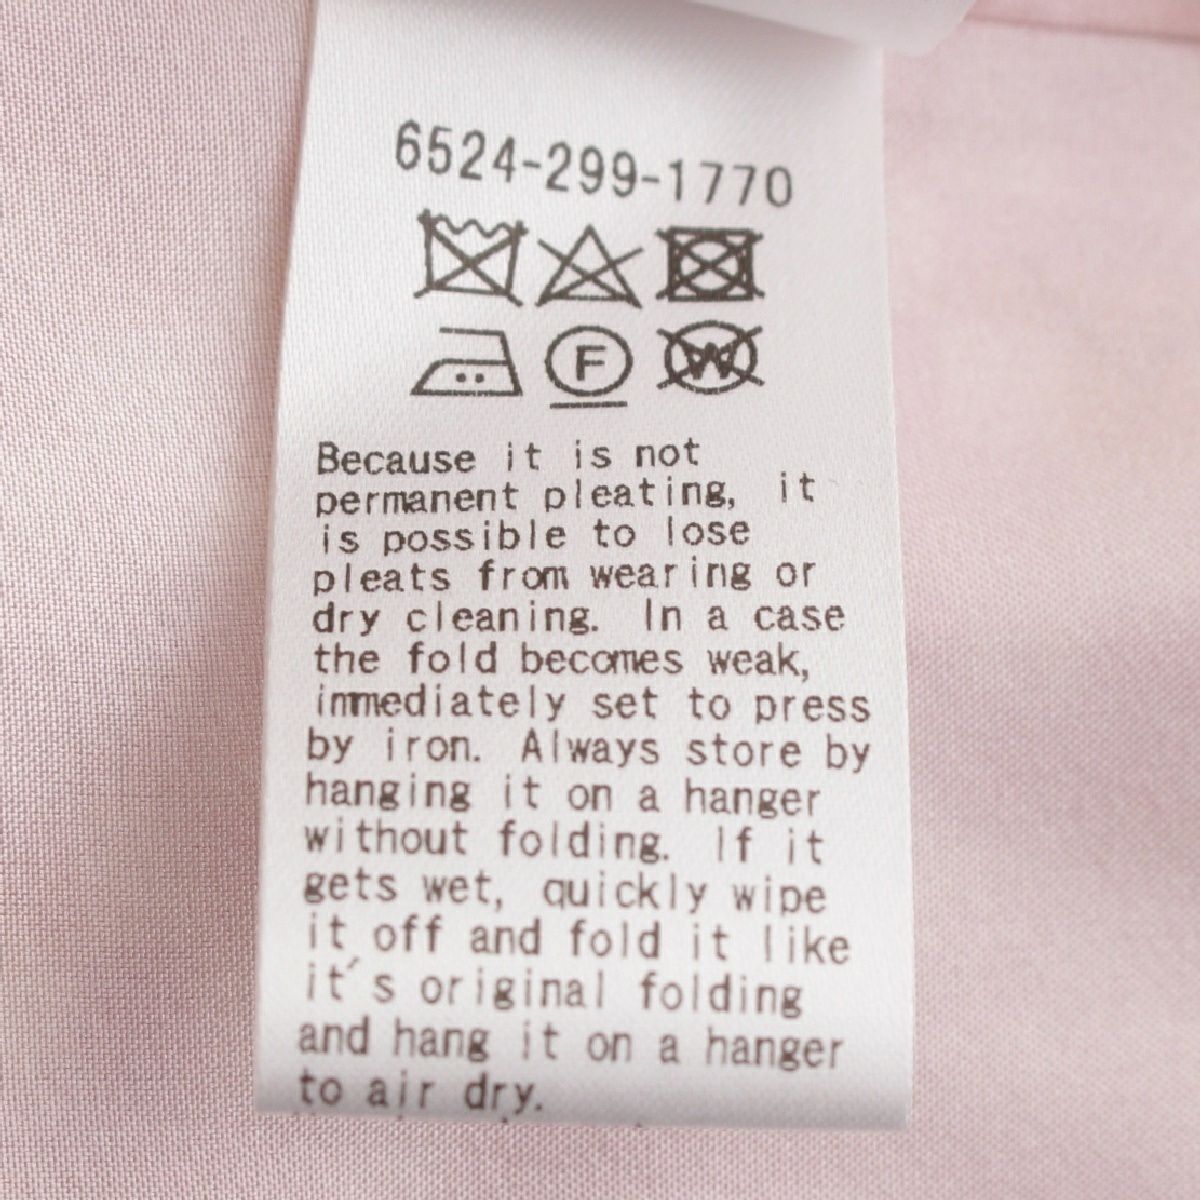 6524-299-1770
F W
Because it is not
permanent pleating, it
is possible to lose
pleats from wearing or
dry cleaning. In a case
the fold becomes weak,
immediately set to press
by iron. Always store by
hanging it on a hanger
without folding. If it
gets wet, quickly wipe
it off and fold it like
it's original folding
and hang it on a hanger
to air dry.